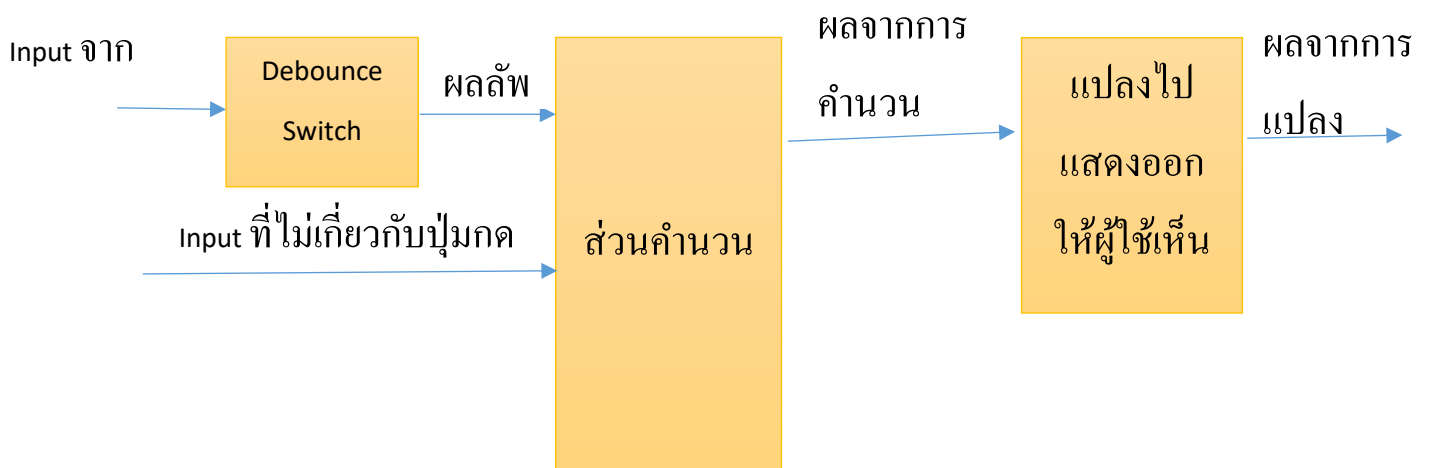 Input จาก
Debounce
Switch
ผลลัพ
Input ที่ไม่เกี่ยวกับปุ่มกด
ส่วนคำนวน
ผลจากการ
คำนวน
แปลงไป
แสดงออก
ให้ผู้ใช้เห็น
ผลจากการ
แปลง